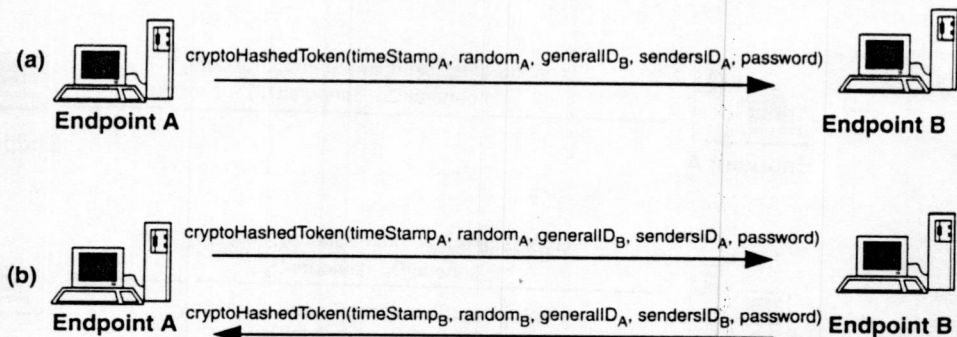 (a)
cryptoHashedToken(timeStampA, randomA, generalIDB, sendersIDA, password)
Endpoint A
Endpoint B
cryptoHashedToken(timeStampA, randomA, generalIDB, sendersIDA, password)
(b)
cryptoHashedToken(timeStampB, randomB, generalIDA, sendersIDB, password)
Endpoint A
Endpoint B